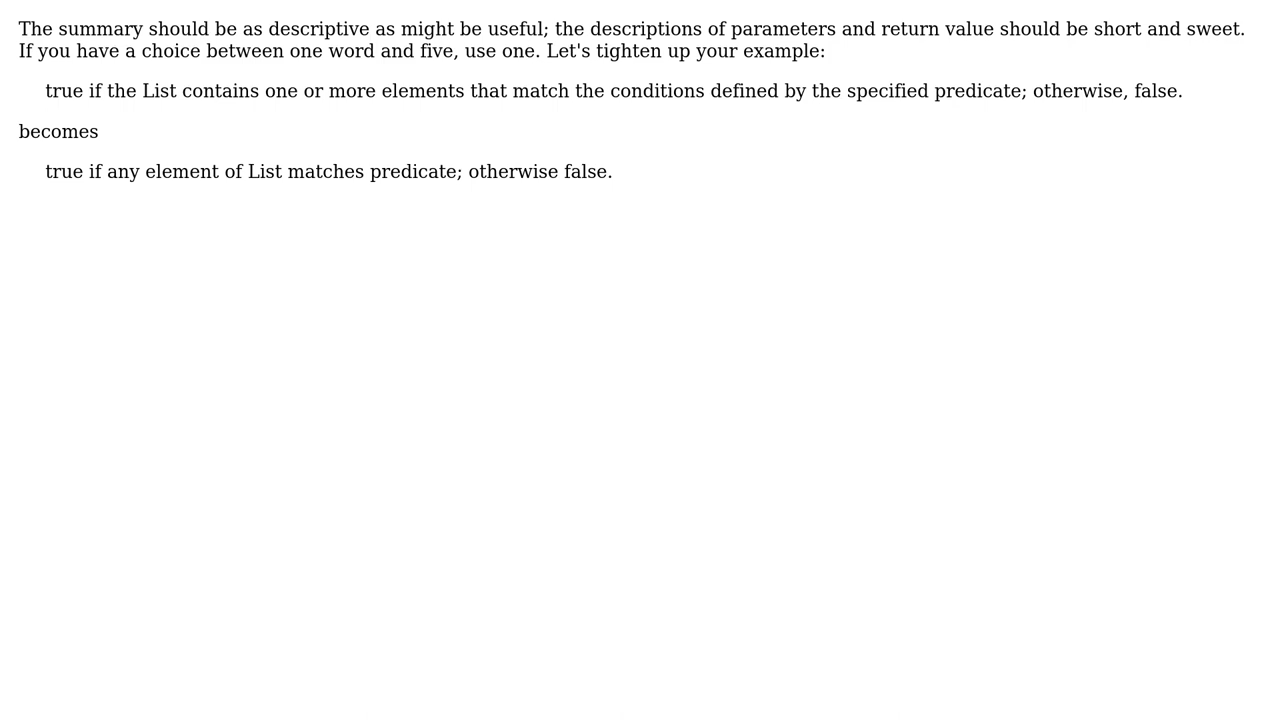 The summary should be as descriptive as might be useful; the descriptions of parameters and return value should be short and sweet.
If you have a choice between one word and five, use one. Let's tighten up your example:
true if the List contains one or more elements that match the conditions defined by the specified predicate; otherwise, false.
becomes
true if any element of List matches predicate; otherwise false.